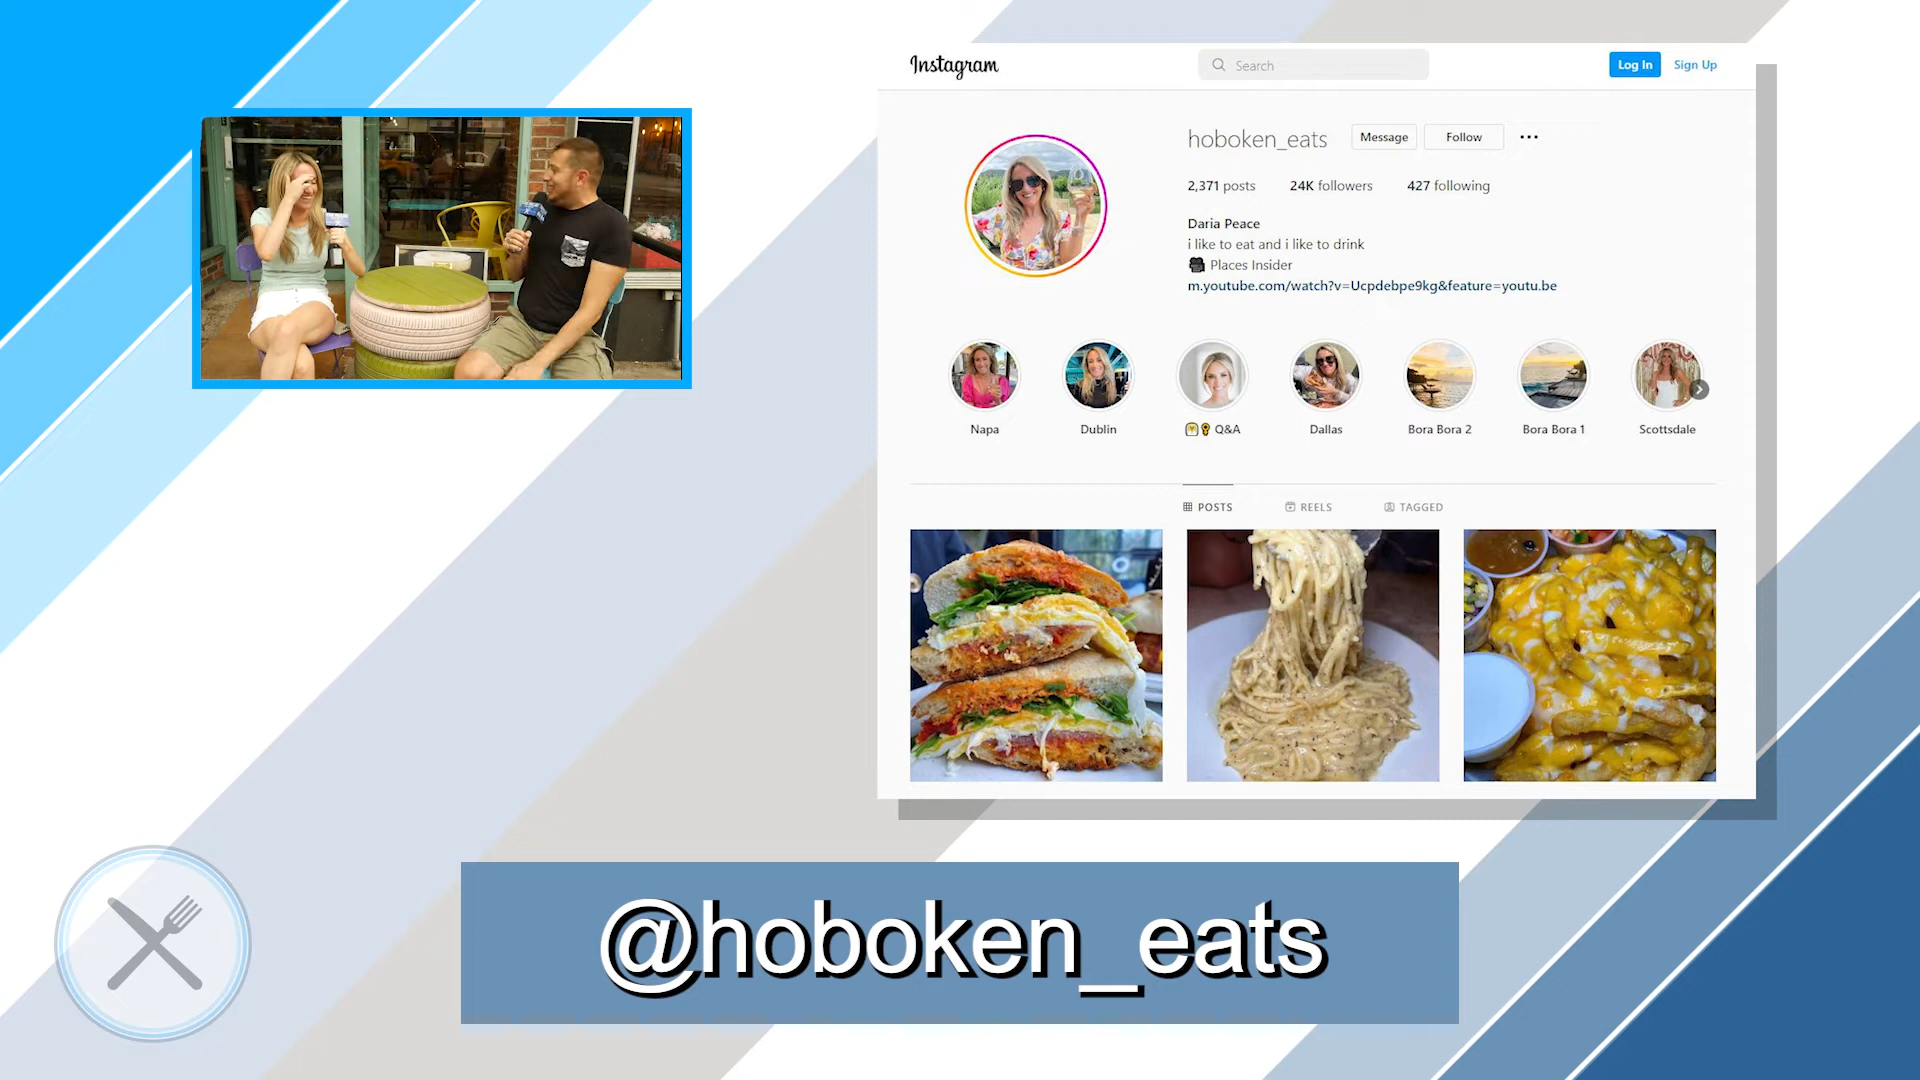 Instagram
Search
Log In
Sign Up
hoboken_eats
Message
Follow
2,371 posts
24K followers
427 following
Daria Peace
i like to eat and i like to drink
Places Insider
m.youtube.com/watch?v=Ucpdebpe9kg&feature=youtu.be
Napa
Dublin
Q&A
Dallas
Bora Bora 2
Bora Bora 1
Scottsdale
POSTS
REELS
TAGGED
@hoboken_eats